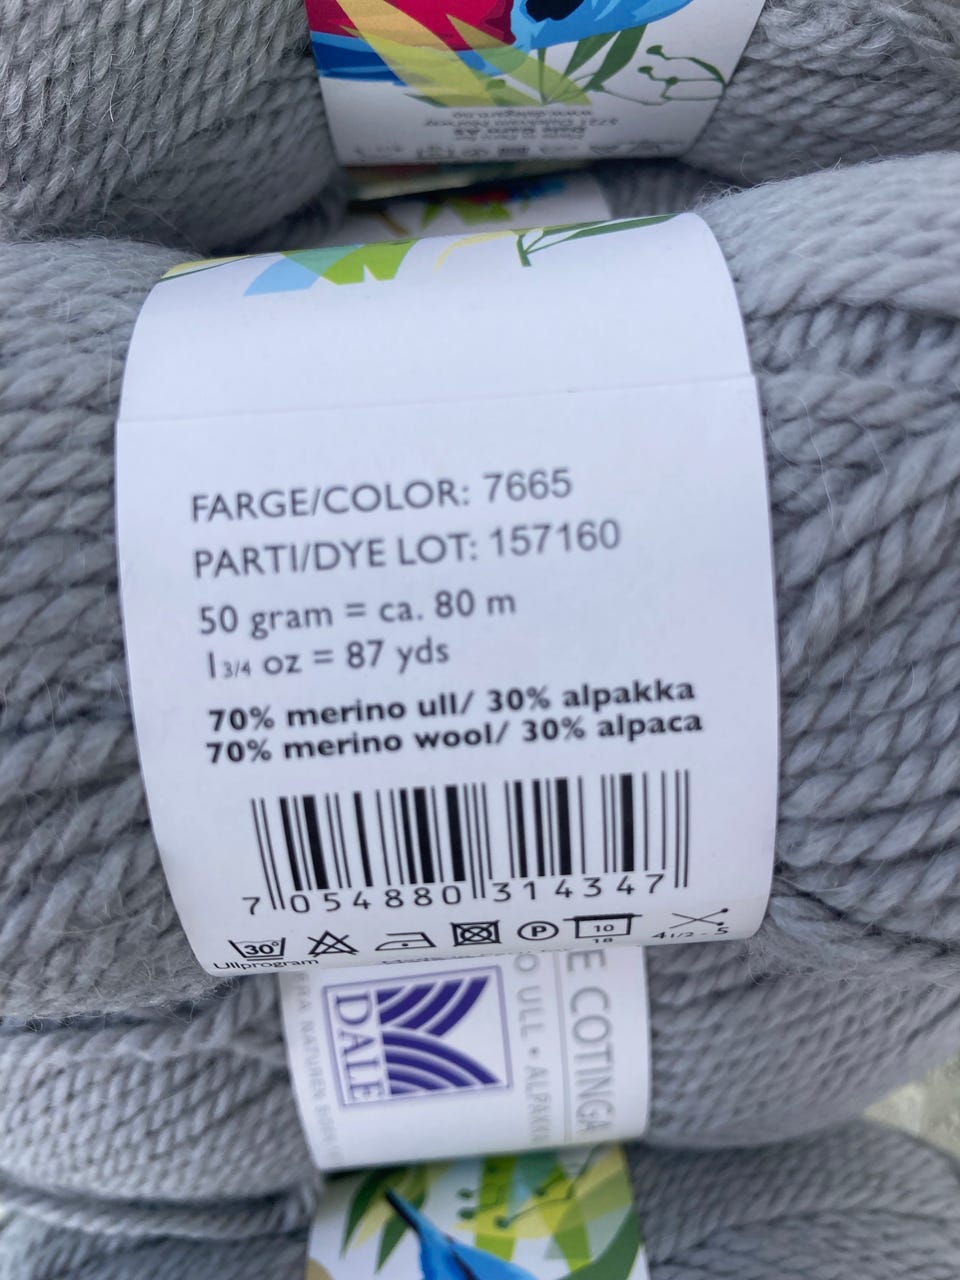 FARGE/COLOR: 7665
PARTI/DYE LOT: 157160
50 gram = ca. 80 m
1 3/4 oz = 87 yds
70% merino ull/ 30% alpakka
70% merino wool/ 30% alpaca
7 054880 314347
30°
P
10
18
4 1/2 - 5
Ullprogram
DALE
COTINGA
O ULL • ALPAKKA